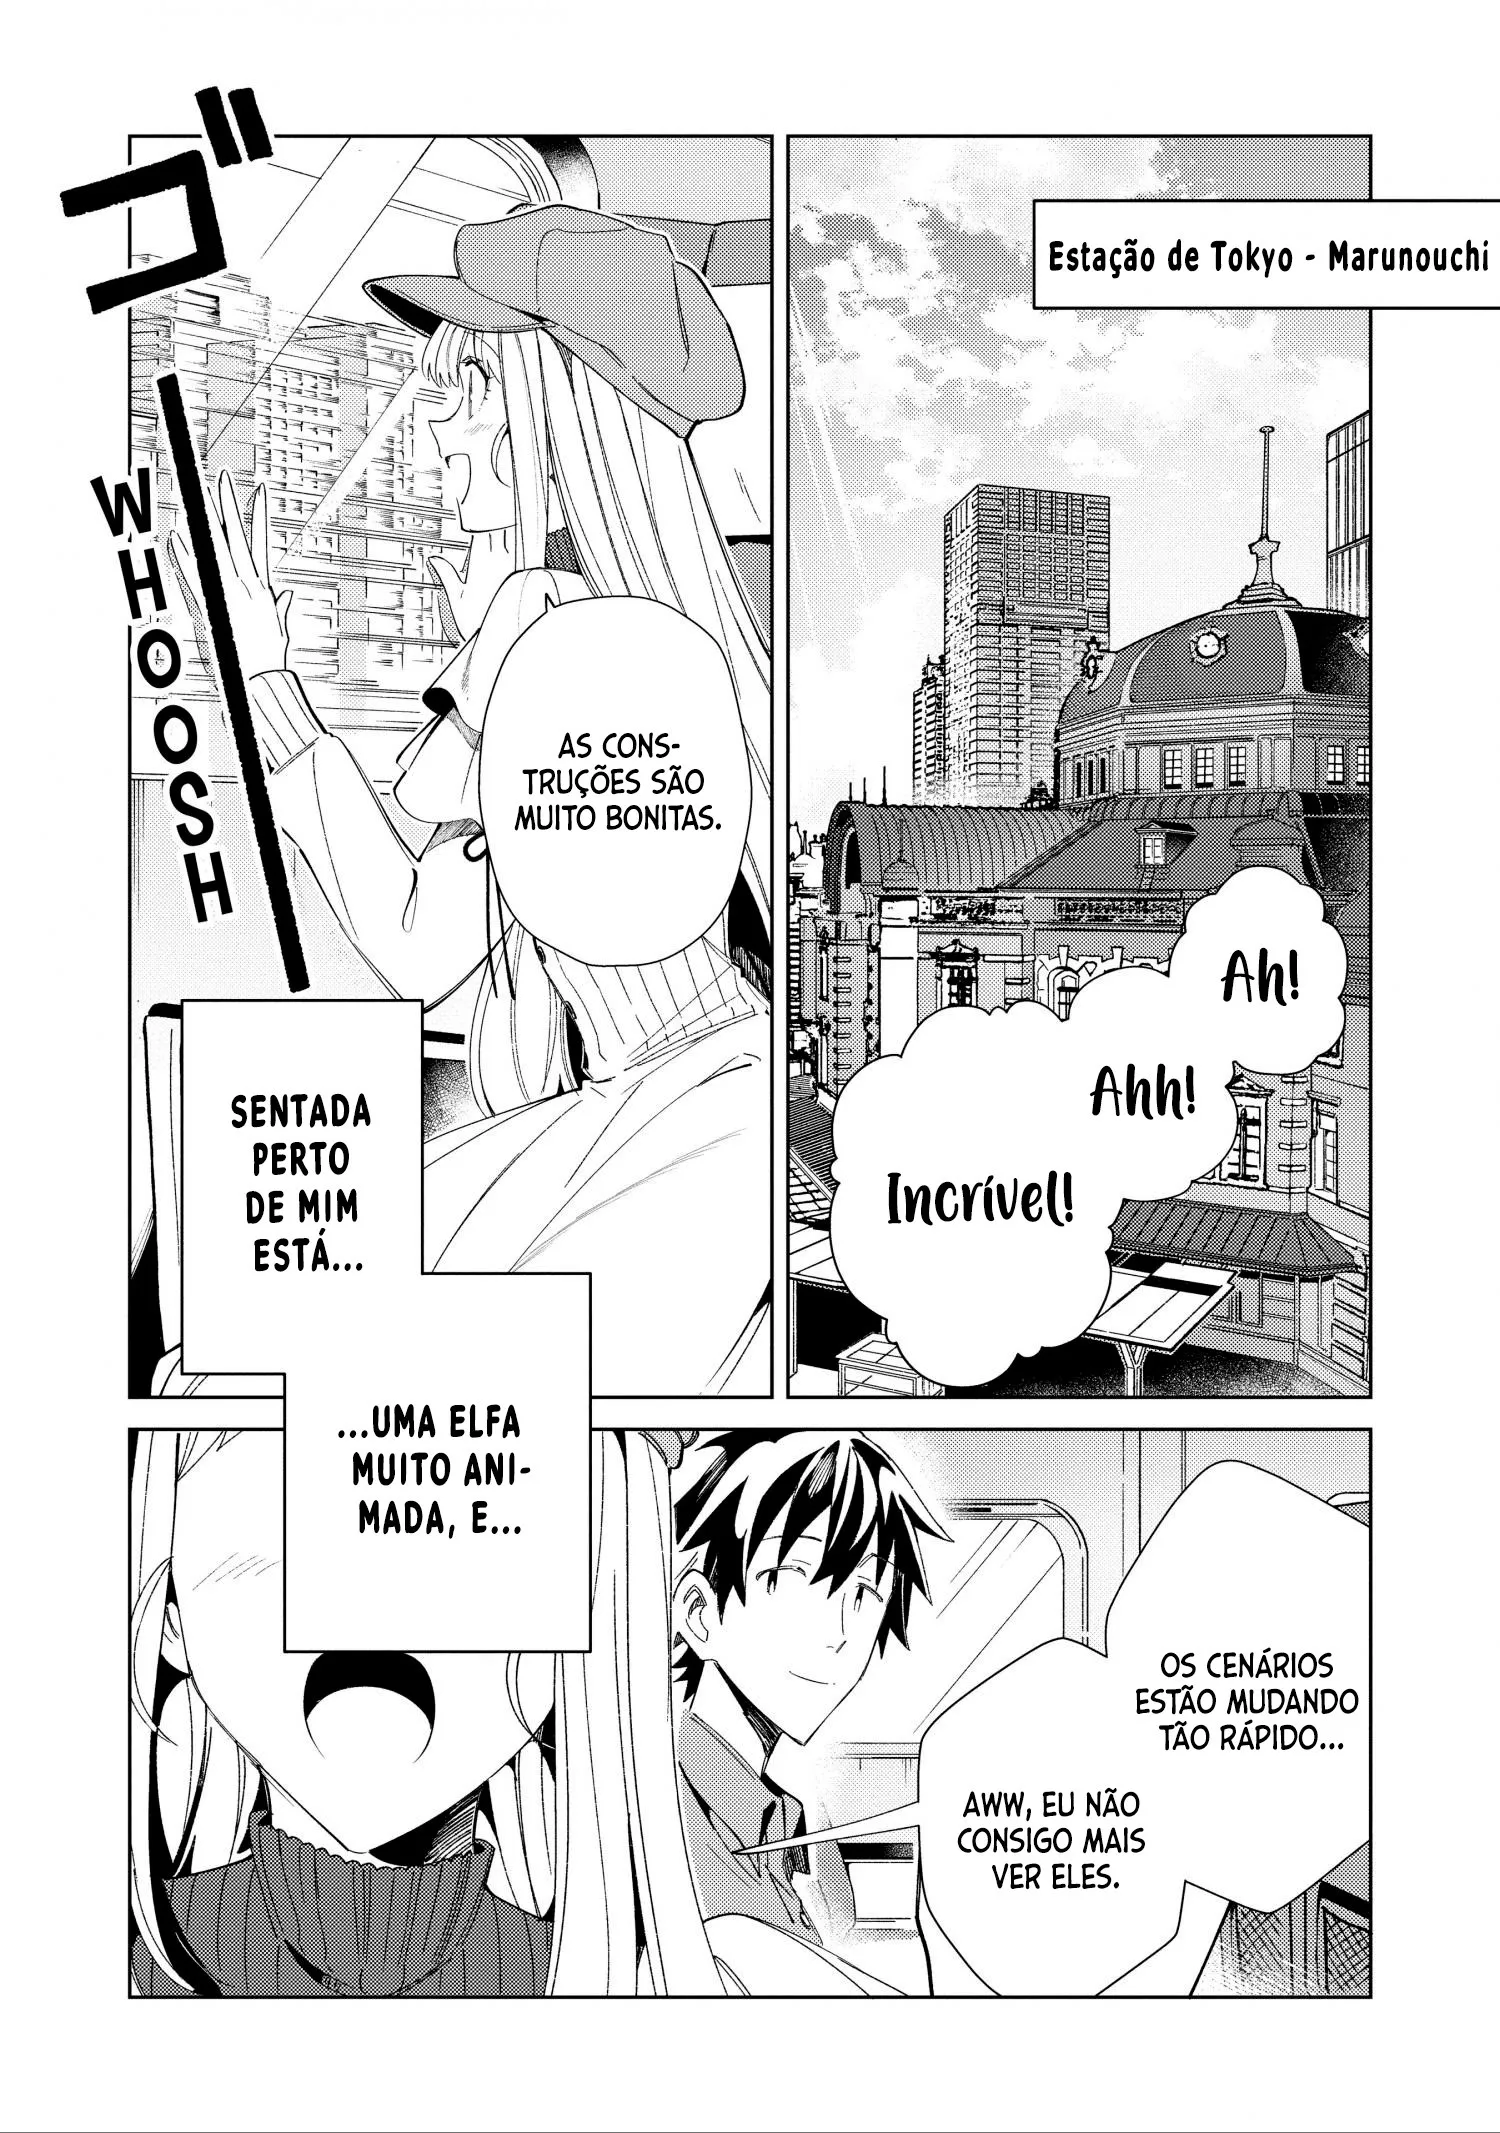 Estação de Tokyo - Marunouchi
Ah!
Ahh!
Incrível!
ゴ
WHOOSH
AS CONS-
TRUÇÕES SÃO
MUITO BONITAS.
SENTADA
PERTO
DE MIM
ESTÁ...
...UMA ELFA
MUITO ANI-
MADA, E...
OS CENÁRIOS
ESTÃO MUDANDO
TÃO RÁPIDO...
AWW, EU NÃO
CONSIGO MAIS
VER ELES.